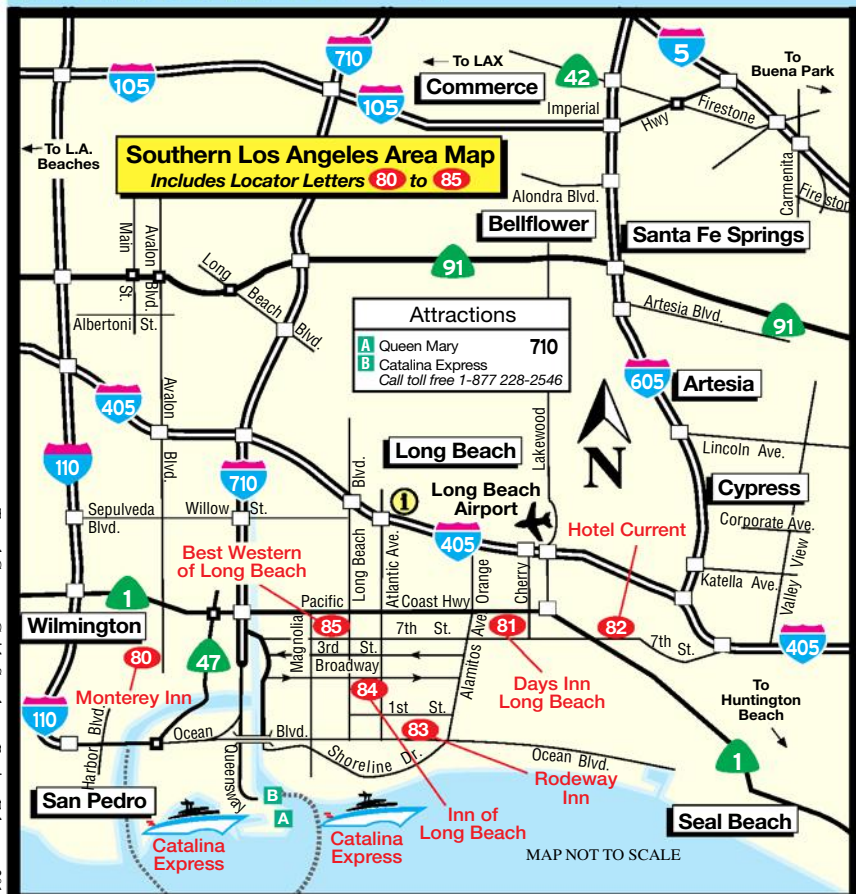 710
5
To LAX
Commerce
42
To
Buena Park
105
105
Imperial
Hwy
Firestone
To L.A.
Beaches
Southern Los Angeles Area Map
Includes Locator Letters 80 to 85
Alondra Blvd.
Carmenita
Firestone
Bellflower
Santa Fe Springs
Main
St.
Avalon
Blvd.
Long
Beach
Blvd.
91
Albertoni St.
Attractions
A Queen Mary 710
B Catalina Express
Call toll free 1-877 228-2546
Artesia Blvd.
91
605
Artesia
405
Avalon
Blvd.
Lakewood
N
110
710
Blvd.
Long Beach
Lincoln Ave.
Cypress
i
Long Beach
Airport
Sepulveda
Blvd.
Willow St.
Long Beach
Atlantic Ave.
405
Hotel Current
Corporate Ave.
Best Western
of Long Beach
Orange
Ave
Cherry
Katella Ave.
Valley View
1
Pacific Coast Hwy
Wilmington
Magnolia
85
7th St.
81
82
7th St.
405
80
47
3rd St.
Broadway
Alamitos
Monterey Inn
84
Days Inn
Long Beach
110
1st St.
83
To
Huntington
Beach
Harbor Blvd.
Ocean Blvd.
Shoreline Dr.
Ocean Blvd.
1
Queensway
Rodeway
Inn
San Pedro
B
A
Inn of
Long Beach
Seal Beach
Catalina
Express
Catalina
Express
MAP NOT TO SCALE